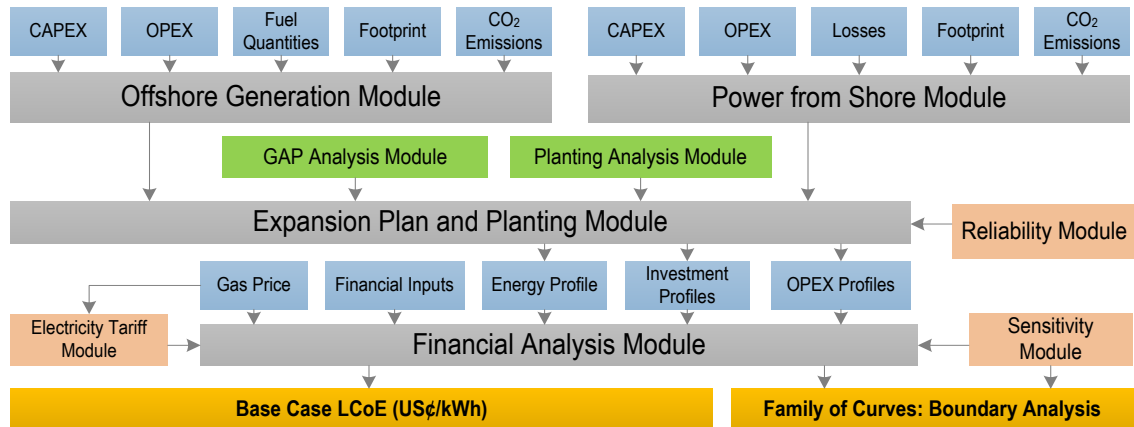 CAPEX
OPEX
Fuel
Quantities
Footprint
CO₂
Emissions
CAPEX
OPEX
Losses
Footprint
CO₂
Emissions
Offshore Generation Module
Power from Shore Module
GAP Analysis Module
Planting Analysis Module
Expansion Plan and Planting Module
Reliability Module
Gas Price
Financial Inputs
Energy Profile
Investment
Profiles
OPEX Profiles
Electricity Tariff
Module
Financial Analysis Module
Sensitivity
Module
Base Case LCoE (US¢/kWh)
Family of Curves: Boundary Analysis